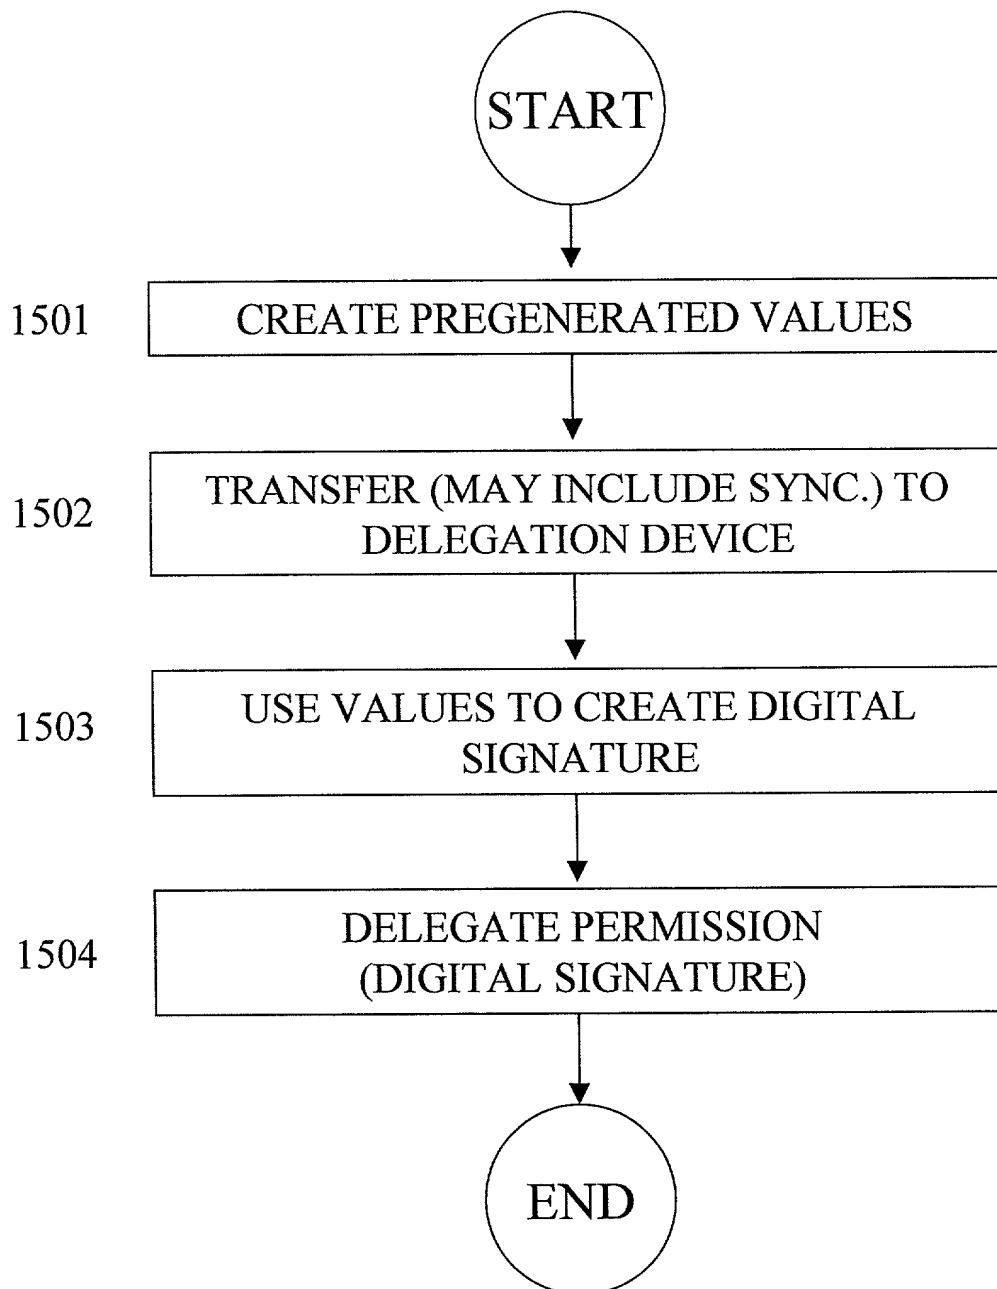 START
1501
CREATE PREGENERATED VALUES
1502
TRANSFER (MAY INCLUDE SYNC.) TO
DELEGATION DEVICE
1503
USE VALUES TO CREATE DIGITAL
SIGNATURE
1504
DELEGATE PERMISSION
(DIGITAL SIGNATURE)
END